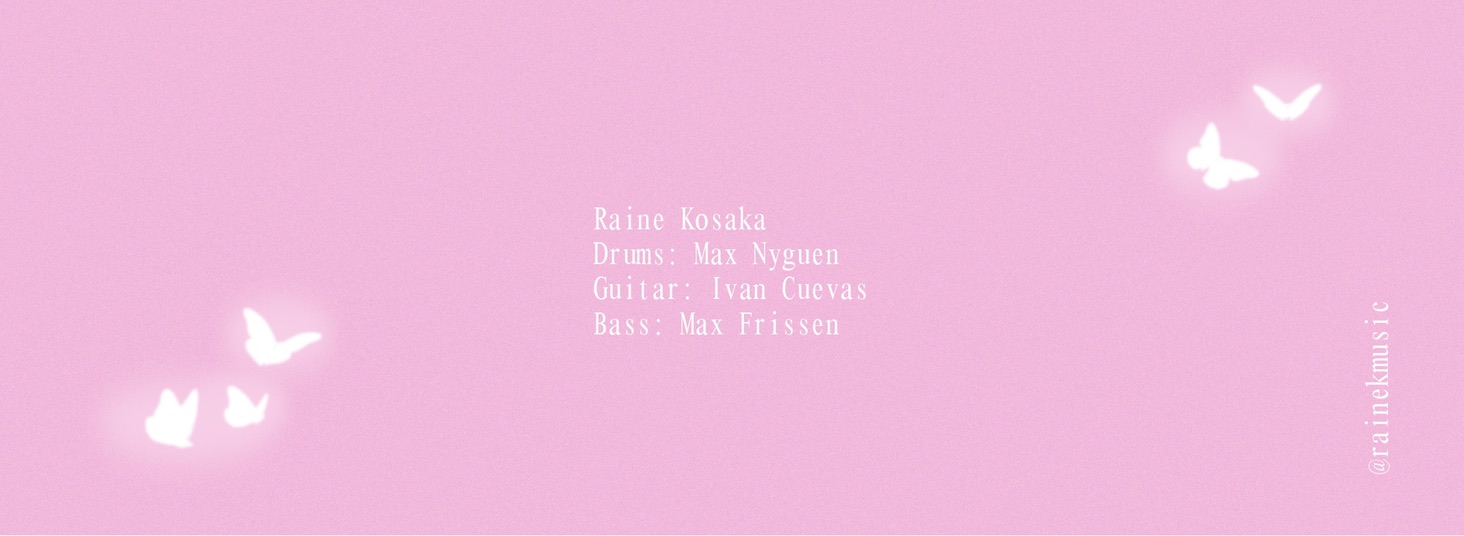 Raine Kosaka
Drums: Max Nyguen
Guitar: Ivan Cuevas
Bass: Max Frissen
@rainekmusic